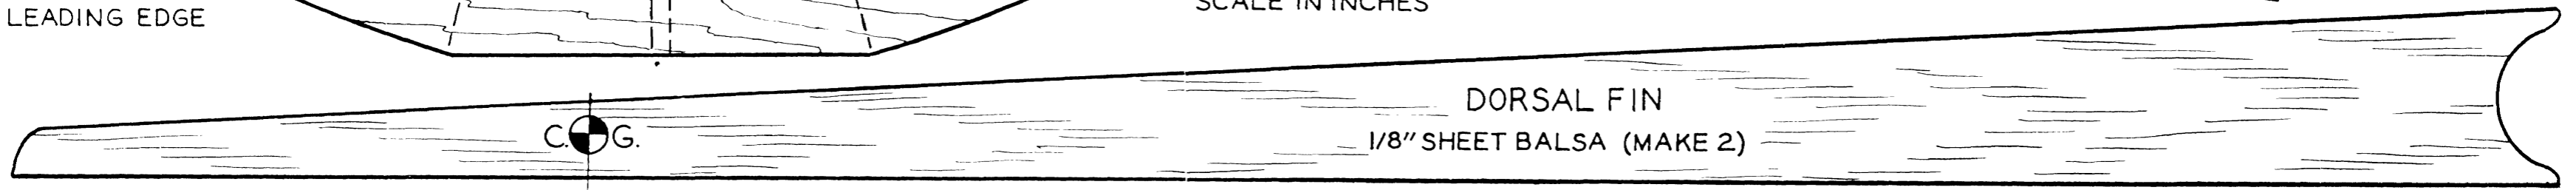 SCALE IN INCHES
LEADING EDGE
DORSAL FIN
1/8" SHEET BALSA (MAKE 2)
C. G.